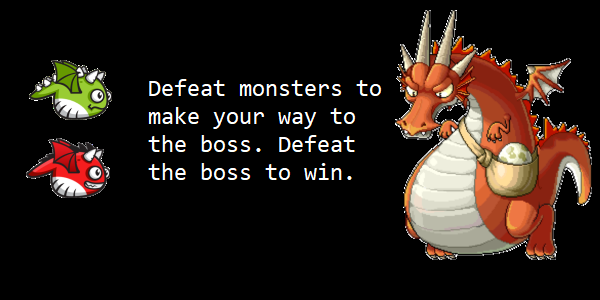 Defeat monsters to
make your way to
the boss. Defeat
the boss to win.